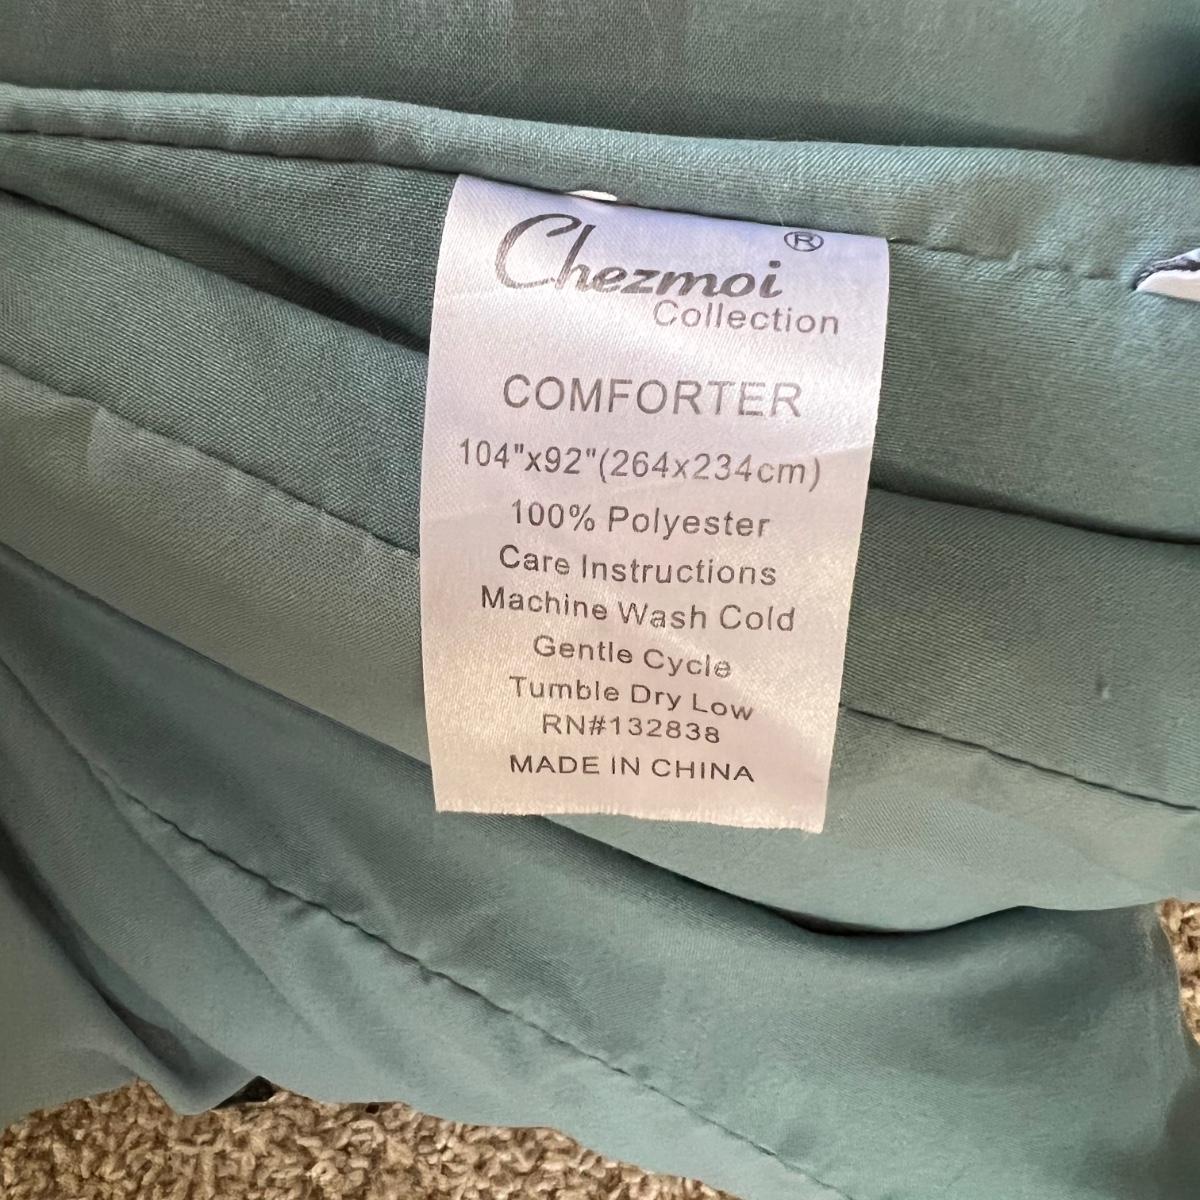 Chezmoi ®
Collection
COMFORTER
104"x92"(264x234cm)
100% Polyester
Care Instructions
Machine Wash Cold
Gentle Cycle
Tumble Dry Low
RN#132838
MADE IN CHINA